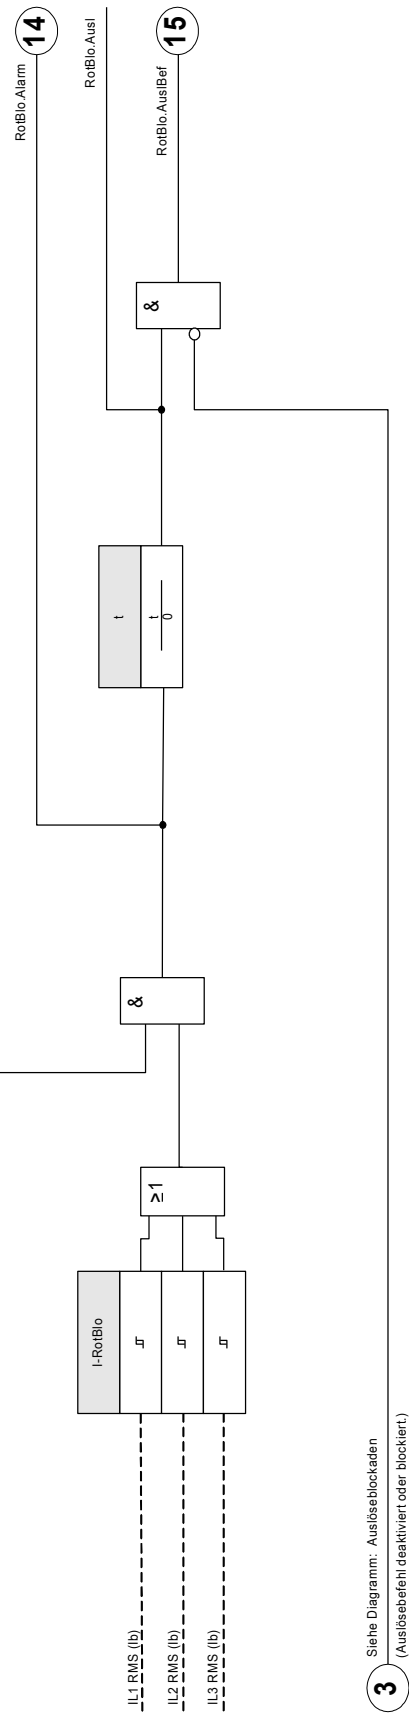 IL1 RMS (Ib)
IL2 RMS (Ib)
IL3 RMS (Ib)
I-RotBlo
≥1
&
t
t
0
&
RotBlo.Alarm
14
RotBlo.Ausl
RotBlo.AuslBef
15
3
Siehe Diagramm: Auslöseblockaden
(Auslösebefehl deaktiviert oder blockiert.)